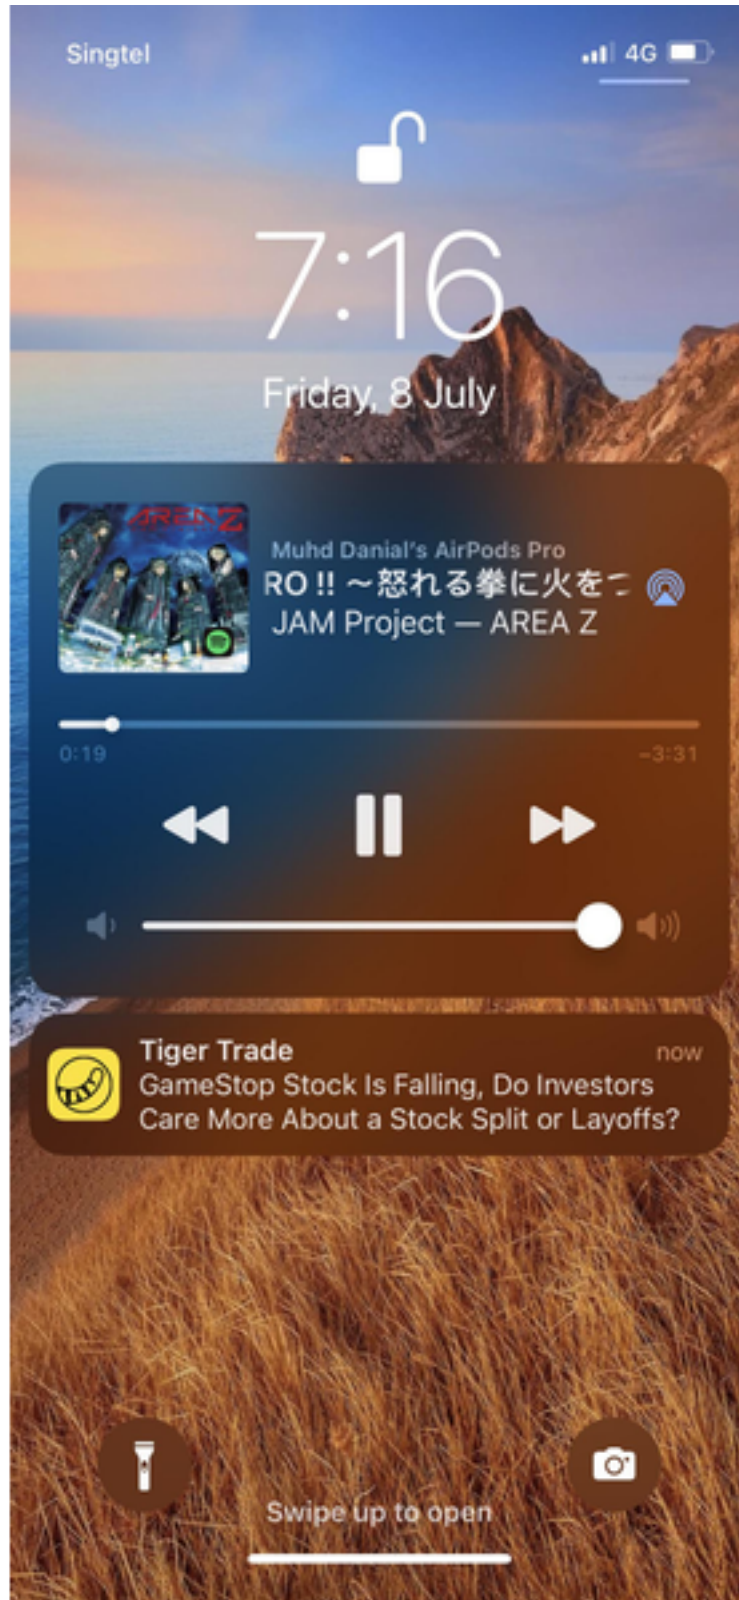 Singtel
4G
7:16
Friday, 8 July
AREA Z
Muhd Danial's AirPods Pro
RO !! ～怒れる拳に火をつ
JAM Project — AREA Z
0:19
−3:31
Tiger Trade
now
GameStop Stock Is Falling, Do Investors
Care More About a Stock Split or Layoffs?
Swipe up to open